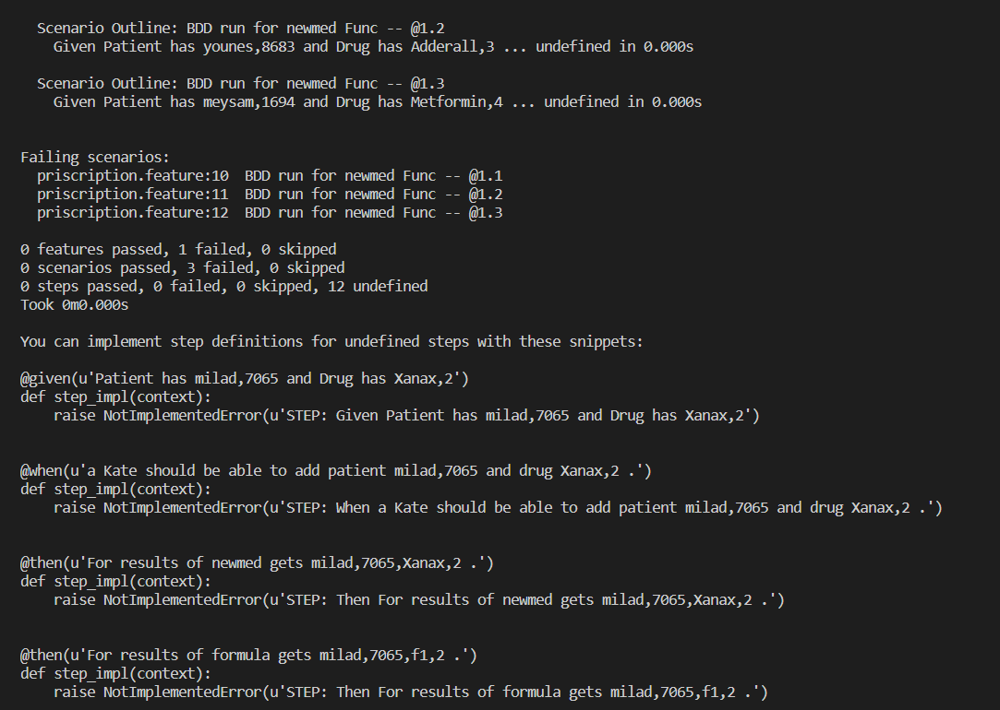 Scenario Outline: BDD run for newmed Func -- @1.2
Given Patient has younes,8683 and Drug has Adderall,3 ... undefined in 0.000s
Scenario Outline: BDD run for newmed Func -- @1.3
Given Patient has meysam,1694 and Drug has Metformin,4 ... undefined in 0.000s
Failing scenarios:
priscription.feature:10  BDD run for newmed Func -- @1.1
priscription.feature:11  BDD run for newmed Func -- @1.2
priscription.feature:12  BDD run for newmed Func -- @1.3
0 features passed, 1 failed, 0 skipped
0 scenarios passed, 3 failed, 0 skipped
0 steps passed, 0 failed, 0 skipped, 12 undefined
Took 0m0.000s
You can implement step definitions for undefined steps with these snippets:
@given(u'Patient has milad,7065 and Drug has Xanax,2')
def step_impl(context):
    raise NotImplementedError(u'STEP: Given Patient has milad,7065 and Drug has Xanax,2')
@when(u'a Kate should be able to add patient milad,7065 and drug Xanax,2 .')
def step_impl(context):
    raise NotImplementedError(u'STEP: When a Kate should be able to add patient milad,7065 and drug Xanax,2 .')
@then(u'For results of newmed gets milad,7065,Xanax,2 .')
def step_impl(context):
    raise NotImplementedError(u'STEP: Then For results of newmed gets milad,7065,Xanax,2 .')
@then(u'For results of formula gets milad,7065,f1,2 .')
def step_impl(context):
    raise NotImplementedError(u'STEP: Then For results of formula gets milad,7065,f1,2 .')